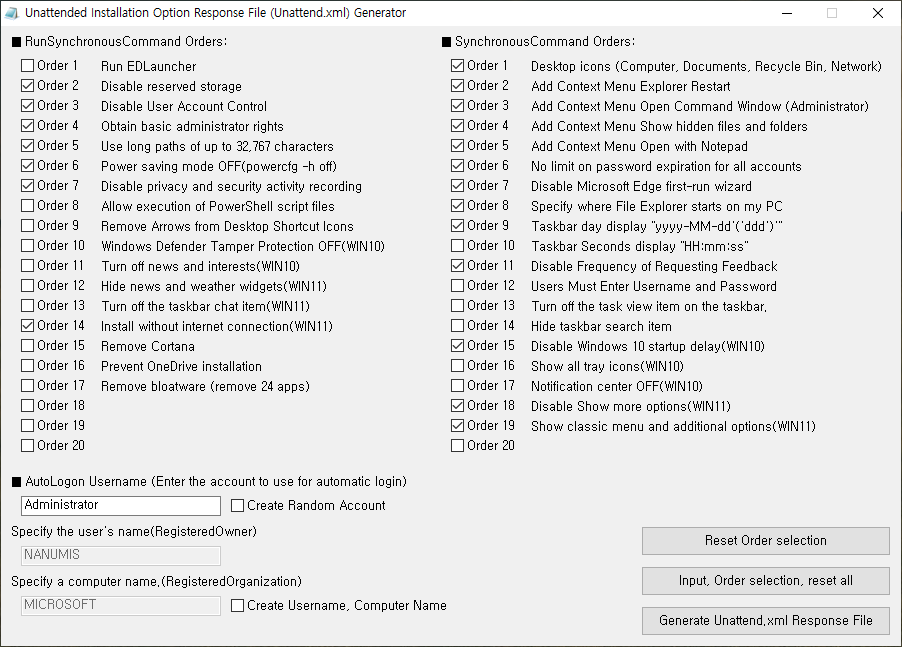 Unattended Installation Option Response File (Unattend.xml) Generator
■ RunSynchronousCommand Orders:
Order 1 Run EDLauncher
Order 2 Disable reserved storage
Order 3 Disable User Account Control
Order 4 Obtain basic administrator rights
Order 5 Use long paths of up to 32,767 characters
Order 6 Power saving mode OFF(powercfg -h off)
Order 7 Disable privacy and security activity recording
Order 8 Allow execution of PowerShell script files
Order 9 Remove Arrows from Desktop Shortcut Icons
Order 10 Windows Defender Tamper Protection OFF(WIN10)
Order 11 Turn off news and interests(WIN10)
Order 12 Hide news and weather widgets(WIN11)
Order 13 Turn off the taskbar chat item(WIN11)
Order 14 Install without internet connection(WIN11)
Order 15 Remove Cortana
Order 16 Prevent OneDrive installation
Order 17 Remove bloatware (remove 24 apps)
Order 18
Order 19
Order 20
■ SynchronousCommand Orders:
Order 1 Desktop icons (Computer, Documents, Recycle Bin, Network)
Order 2 Add Context Menu Explorer Restart
Order 3 Add Context Menu Open Command Window (Administrator)
Order 4 Add Context Menu Show hidden files and folders
Order 5 Add Context Menu Open with Notepad
Order 6 No limit on password expiration for all accounts
Order 7 Disable Microsoft Edge first-run wizard
Order 8 Specify where File Explorer starts on my PC
Order 9 Taskbar day display "yyyy-MM-dd'('ddd')'"
Order 10 Taskbar Seconds display "HH:mm:ss"
Order 11 Disable Frequency of Requesting Feedback
Order 12 Users Must Enter Username and Password
Order 13 Turn off the task view item on the taskbar.
Order 14 Hide taskbar search item
Order 15 Disable Windows 10 startup delay(WIN10)
Order 16 Show all tray icons(WIN10)
Order 17 Notification center OFF(WIN10)
Order 18 Disable Show more options(WIN11)
Order 19 Show classic menu and additional options(WIN11)
Order 20
■ AutoLogon Username (Enter the account to use for automatic login)
Administrator
Create Random Account
Specify the user's name(RegisteredOwner)
NANUMIS
Specify a computer name.(RegisteredOrganization)
MICROSOFT
Create Username, Computer Name
Reset Order selection
Input, Order selection, reset all
Generate Unattend.xml Response File